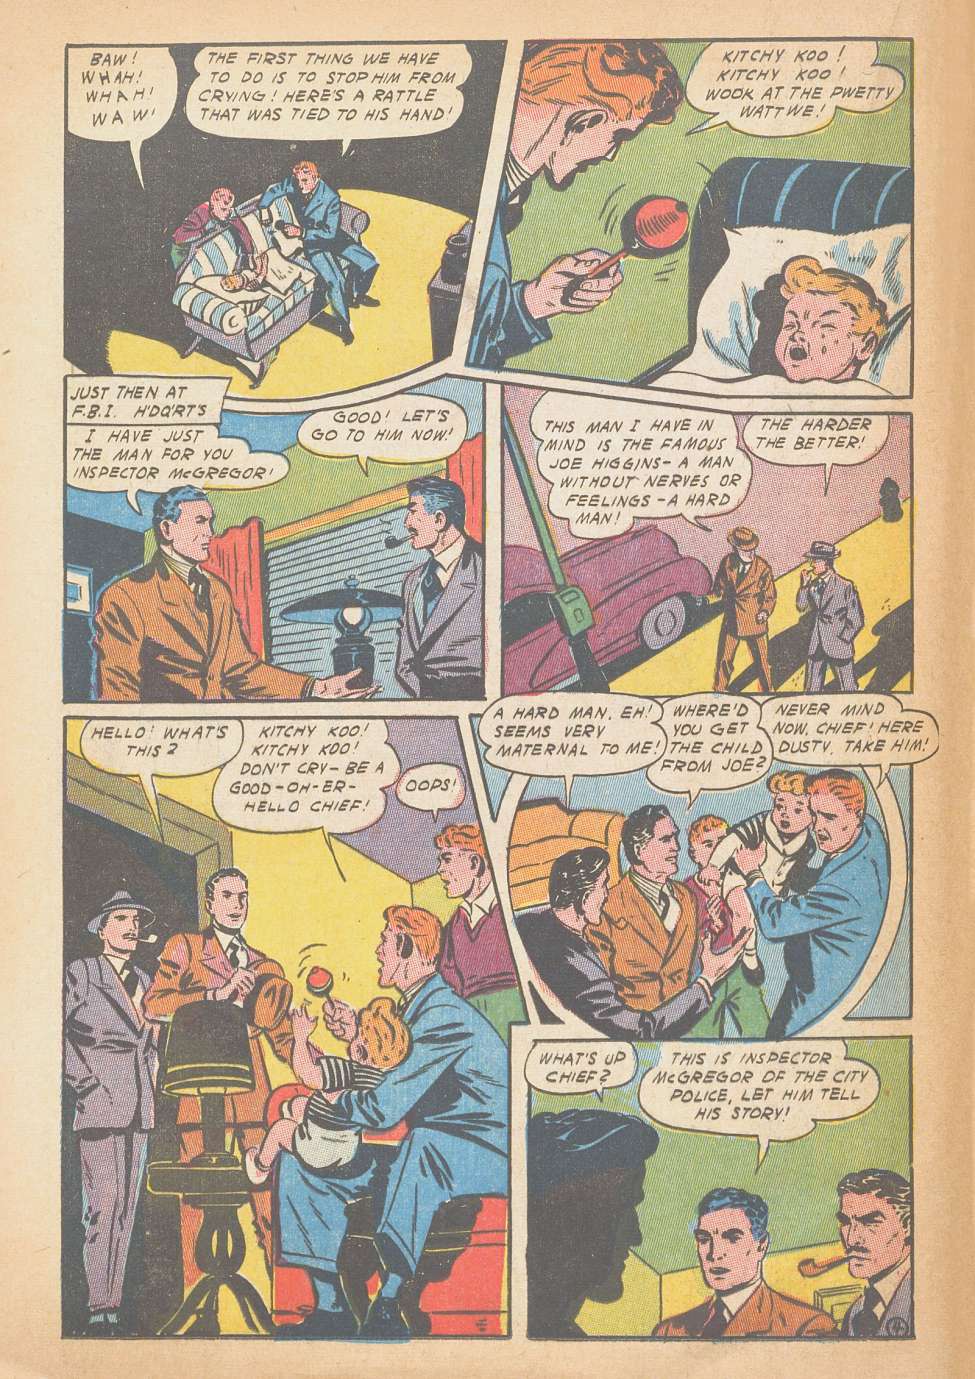 BAW!
WHAH!
WHAH!
WAW!
THE FIRST THING WE HAVE
TO DO IS TO STOP HIM FROM
CRYING! HERE'S A RATTLE
THAT WAS TIED TO HIS HAND!
KITCHY KOO!
KITCHY KOO!
WOOK AT THE PWETTY
WATTWE!
JUST THEN AT
F.B.I. H'DQ'RT'S
I HAVE JUST
THE MAN FOR YOU
INSPECTOR McGREGOR!
GOOD! LET'S
GO TO HIM NOW!
THIS MAN I HAVE IN
MIND IS THE FAMOUS
JOE HIGGINS - A MAN
WITHOUT NERVES OR
FEELINGS - A HARD
MAN!
THE HARDER
THE BETTER!
HELLO! WHAT'S
THIS?
KITCHY KOO!
KITCHY KOO!
DON'T CRY - BE A
GOOD - OH - ER -
HELLO CHIEF!
OOPS!
A HARD MAN, EH!
SEEMS VERY
MATERNAL TO ME!
WHERE'D
YOU GET
THE CHILD
FROM JOE?
NEVER MIND
NOW, CHIEF! HERE
DUSTY, TAKE HIM!
WHAT'S UP
CHIEF?
THIS IS INSPECTOR
McGREGOR OF THE CITY
POLICE, LET HIM TELL
HIS STORY!
4